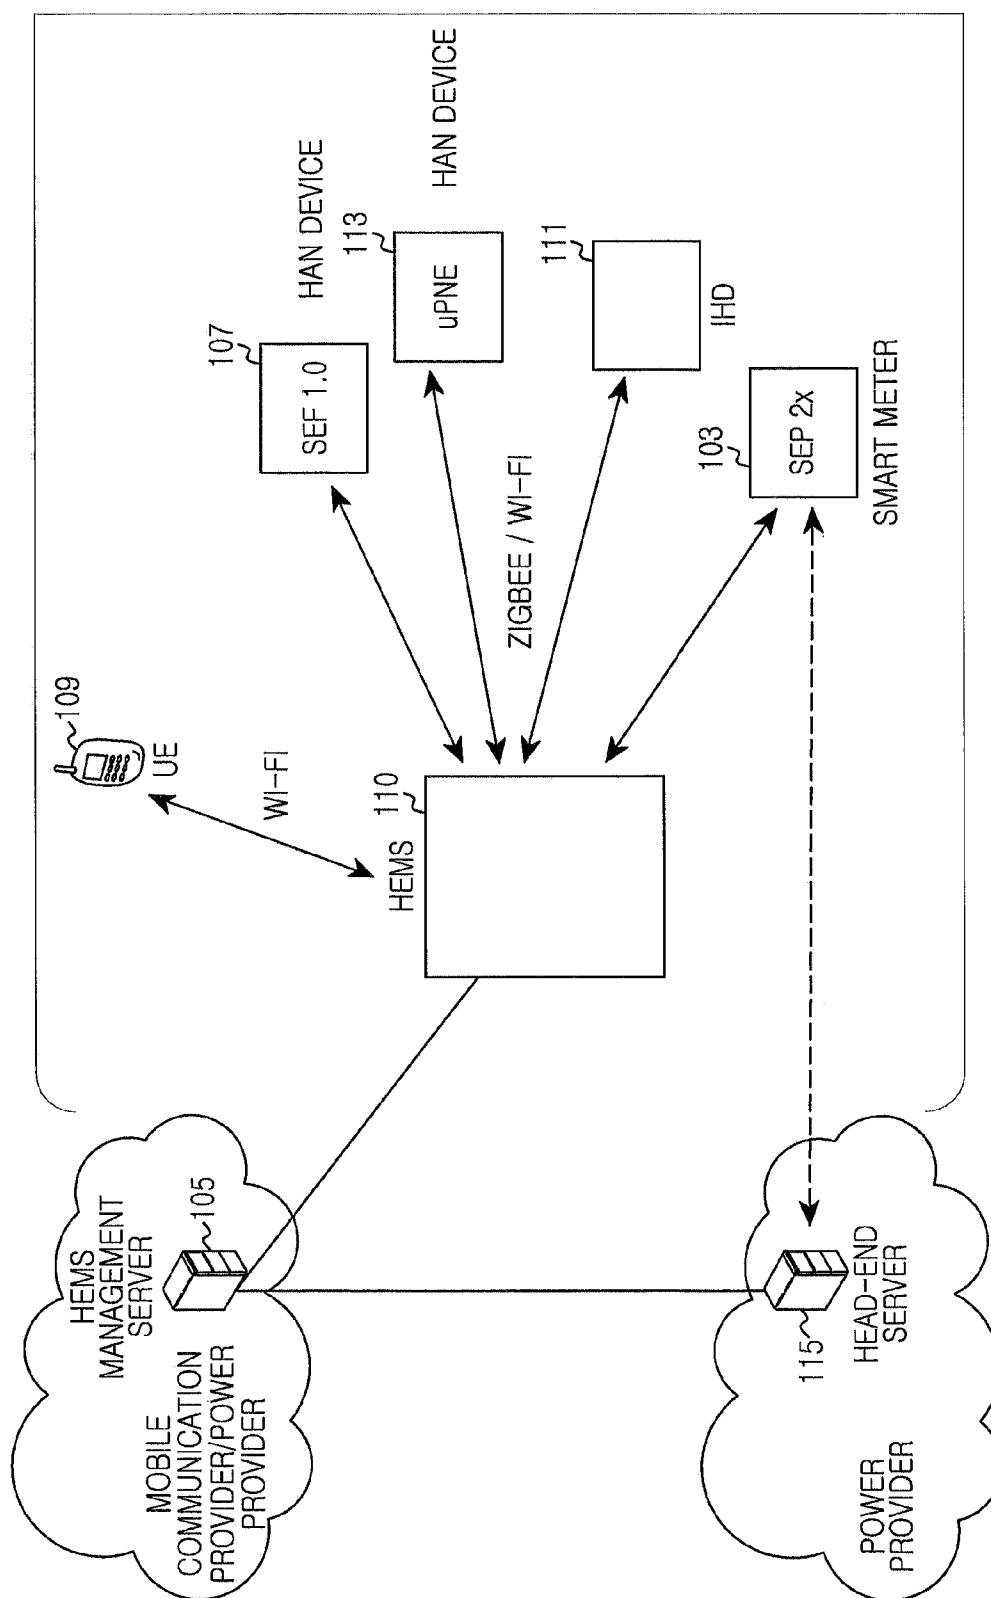 HEMS
MANAGEMENT
SERVER
105
MOBILE
COMMUNICATION
PROVIDER/POWER
PROVIDER
109
UE
WI-FI
HEMS
110
107
SEF 1.0
HAN DEVICE
113
uPNE
HAN DEVICE
ZIGBEE / WI-FI
111
IHD
103
SEP 2x
SMART METER
115
HEAD-END
SERVER
POWER
PROVIDER